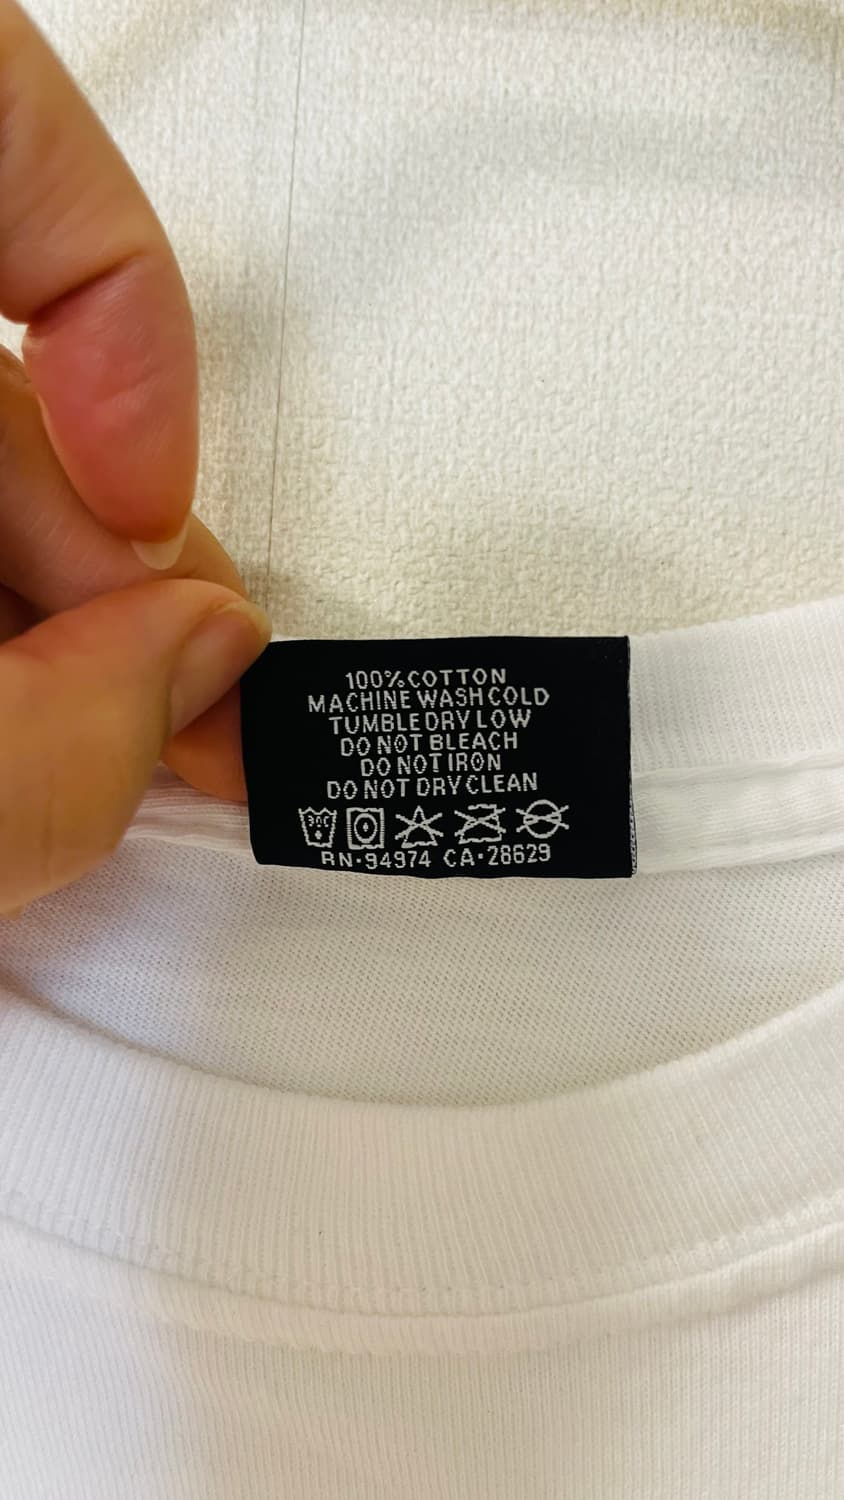 100% COTTON
MACHINE WASH COLD
TUMBLE DRY LOW
DO NOT BLEACH
DO NOT IRON
DO NOT DRY CLEAN
30C
RN·94974 CA·28629